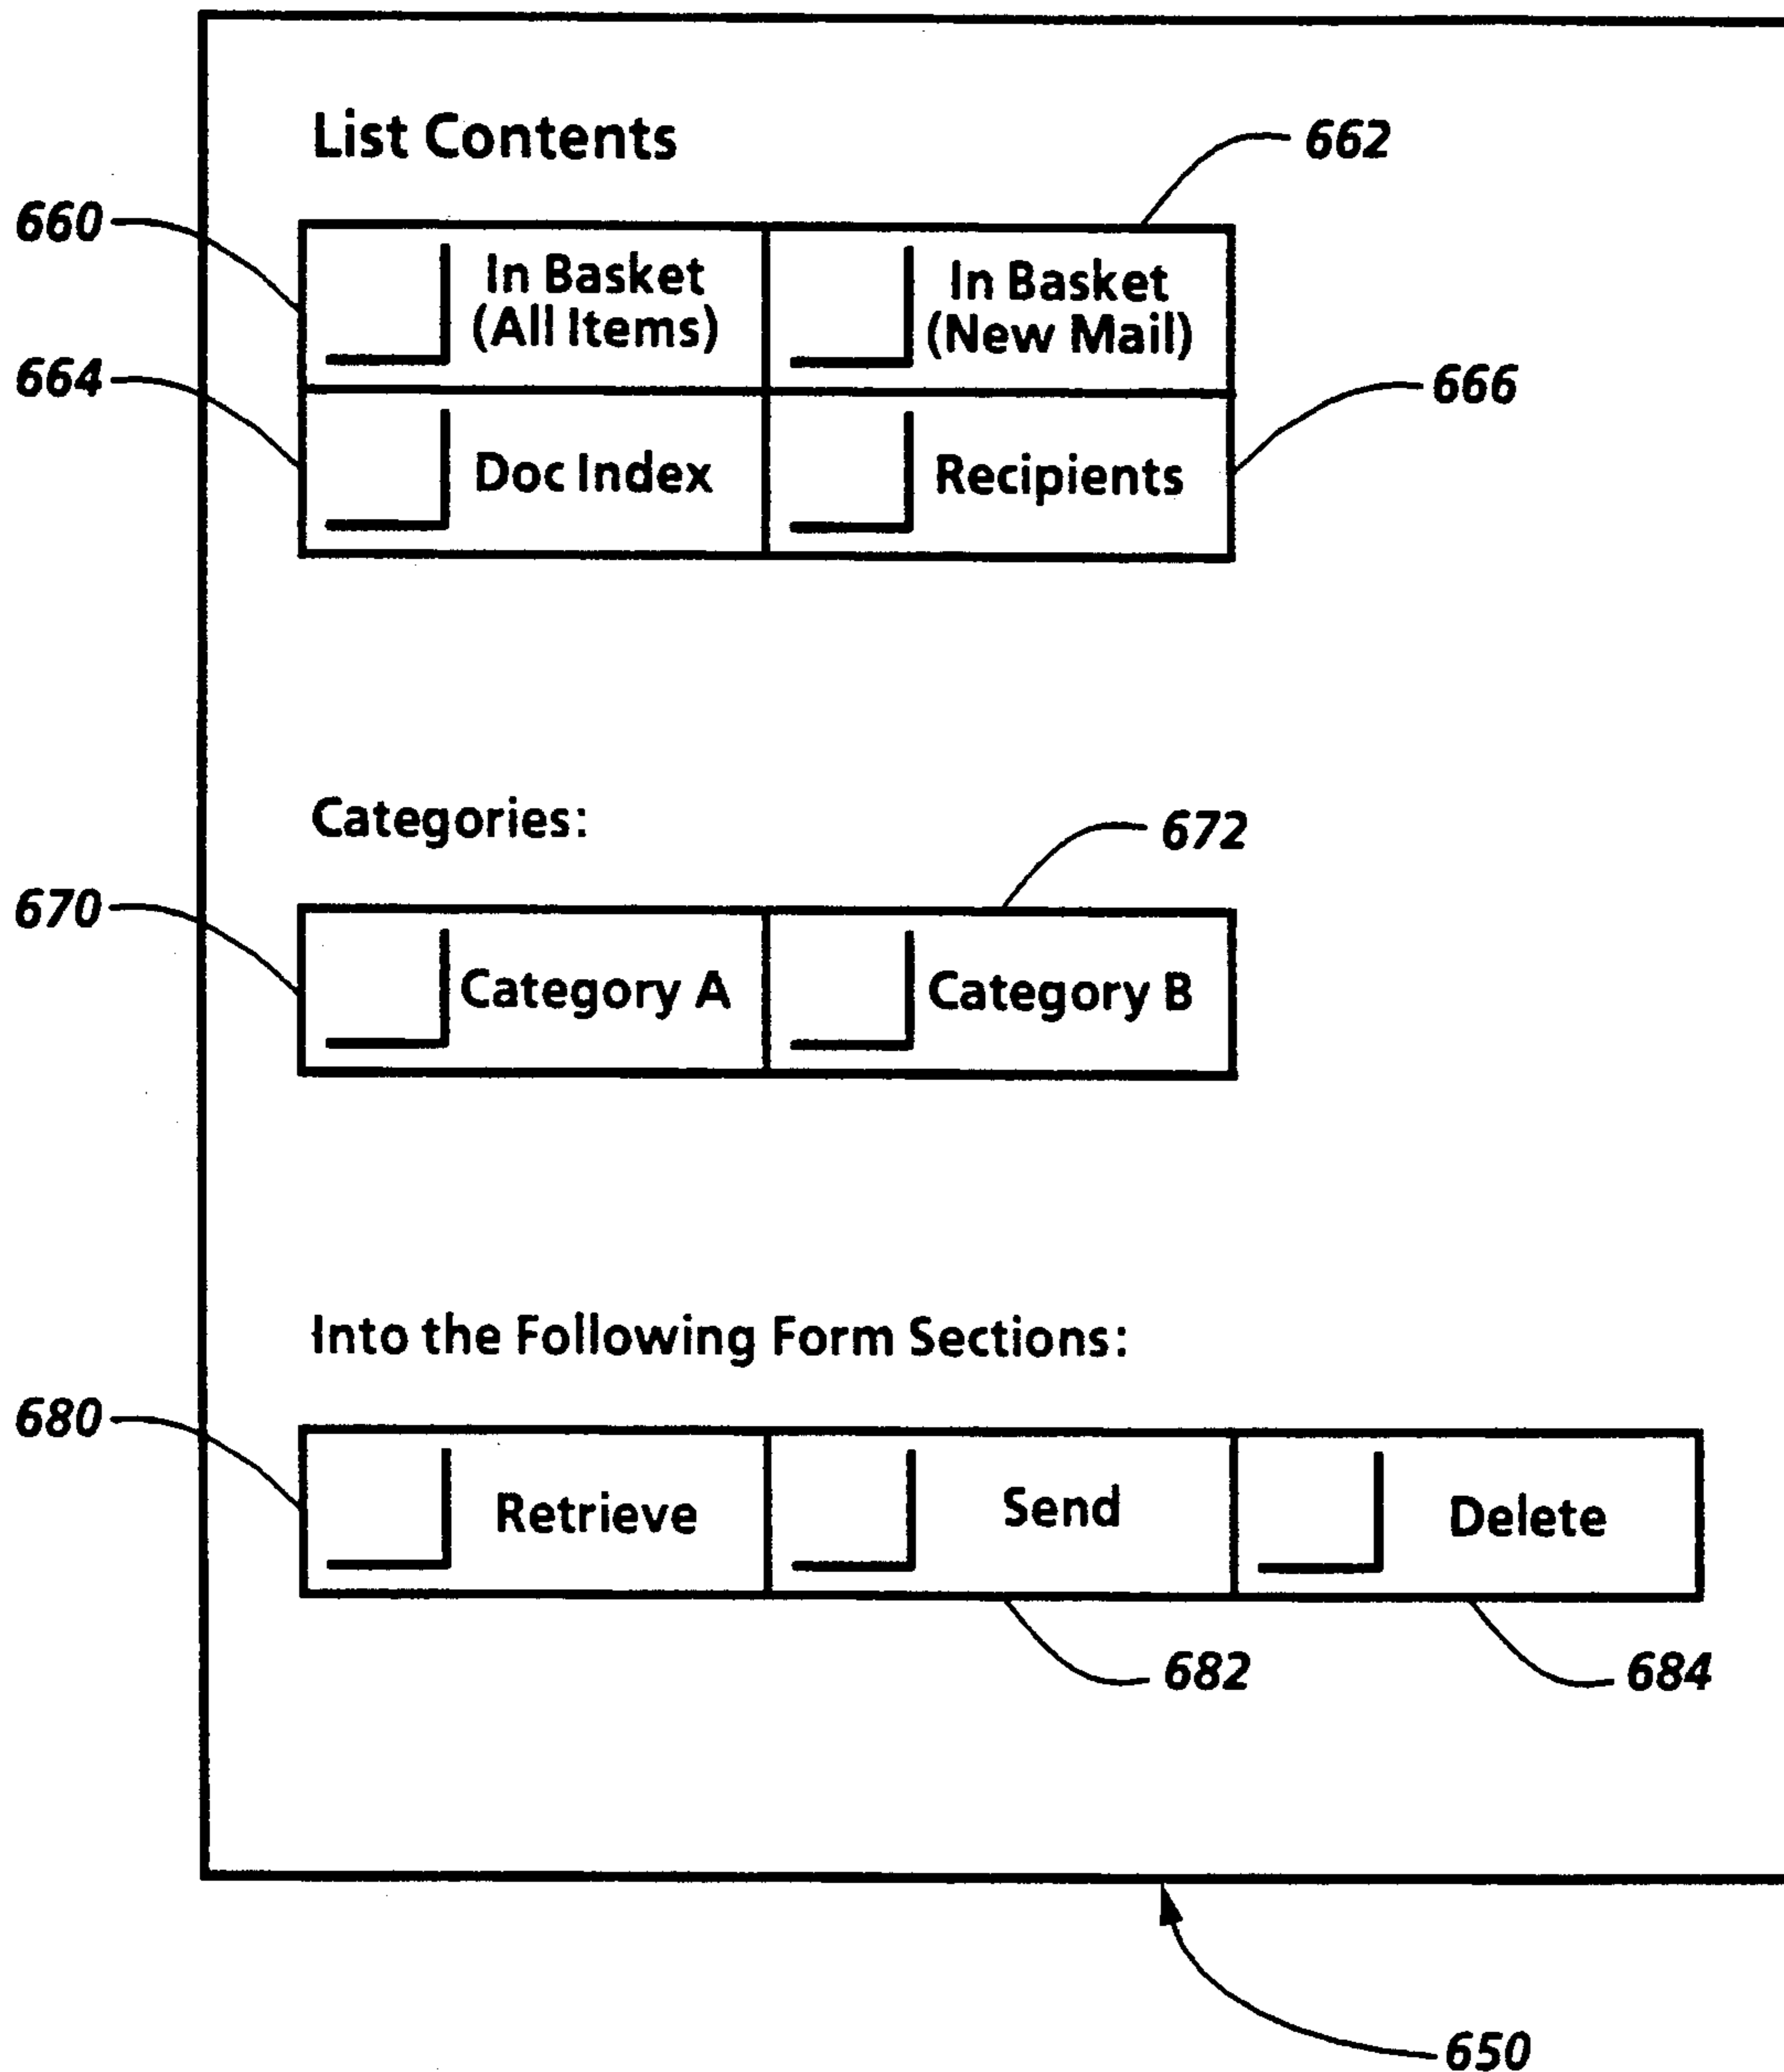 List Contents
662
660
In Basket
(All Items)
In Basket
(New Mail)
664
666
Doc Index
Recipients
Categories:
672
670
Category A
Category B
Into the Following Form Sections:
680
Retrieve
Send
Delete
682
684
650